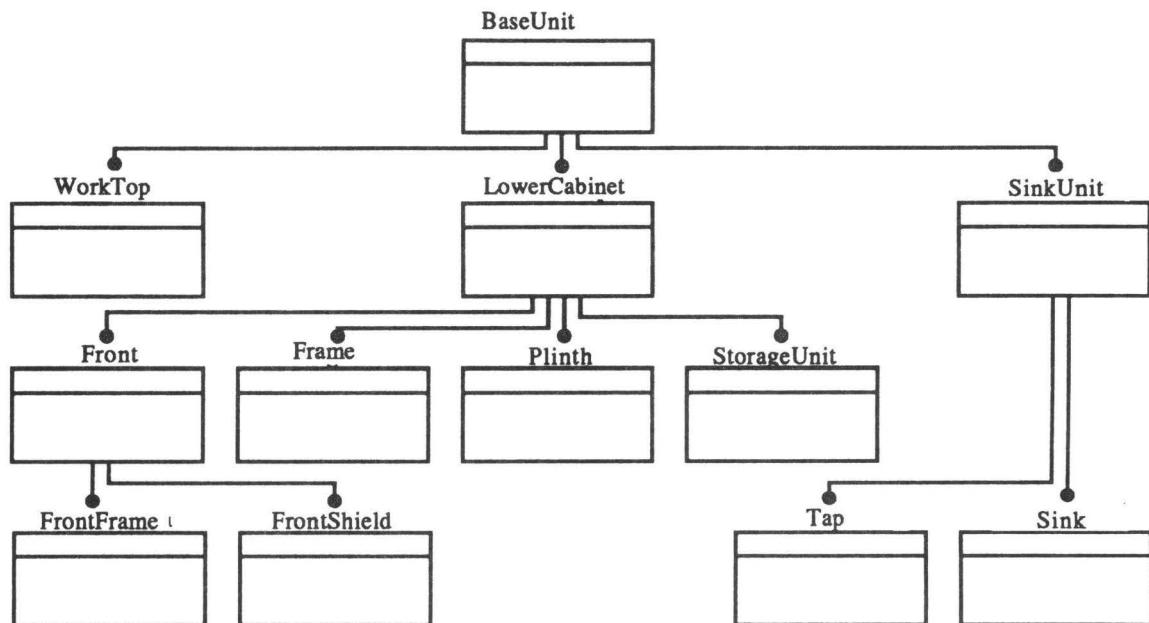 BaseUnit
WorkTop
LowerCabinet
SinkUnit
Front
Frame
Plinth
StorageUnit
FrontFrame
FrontShield
Tap
Sink